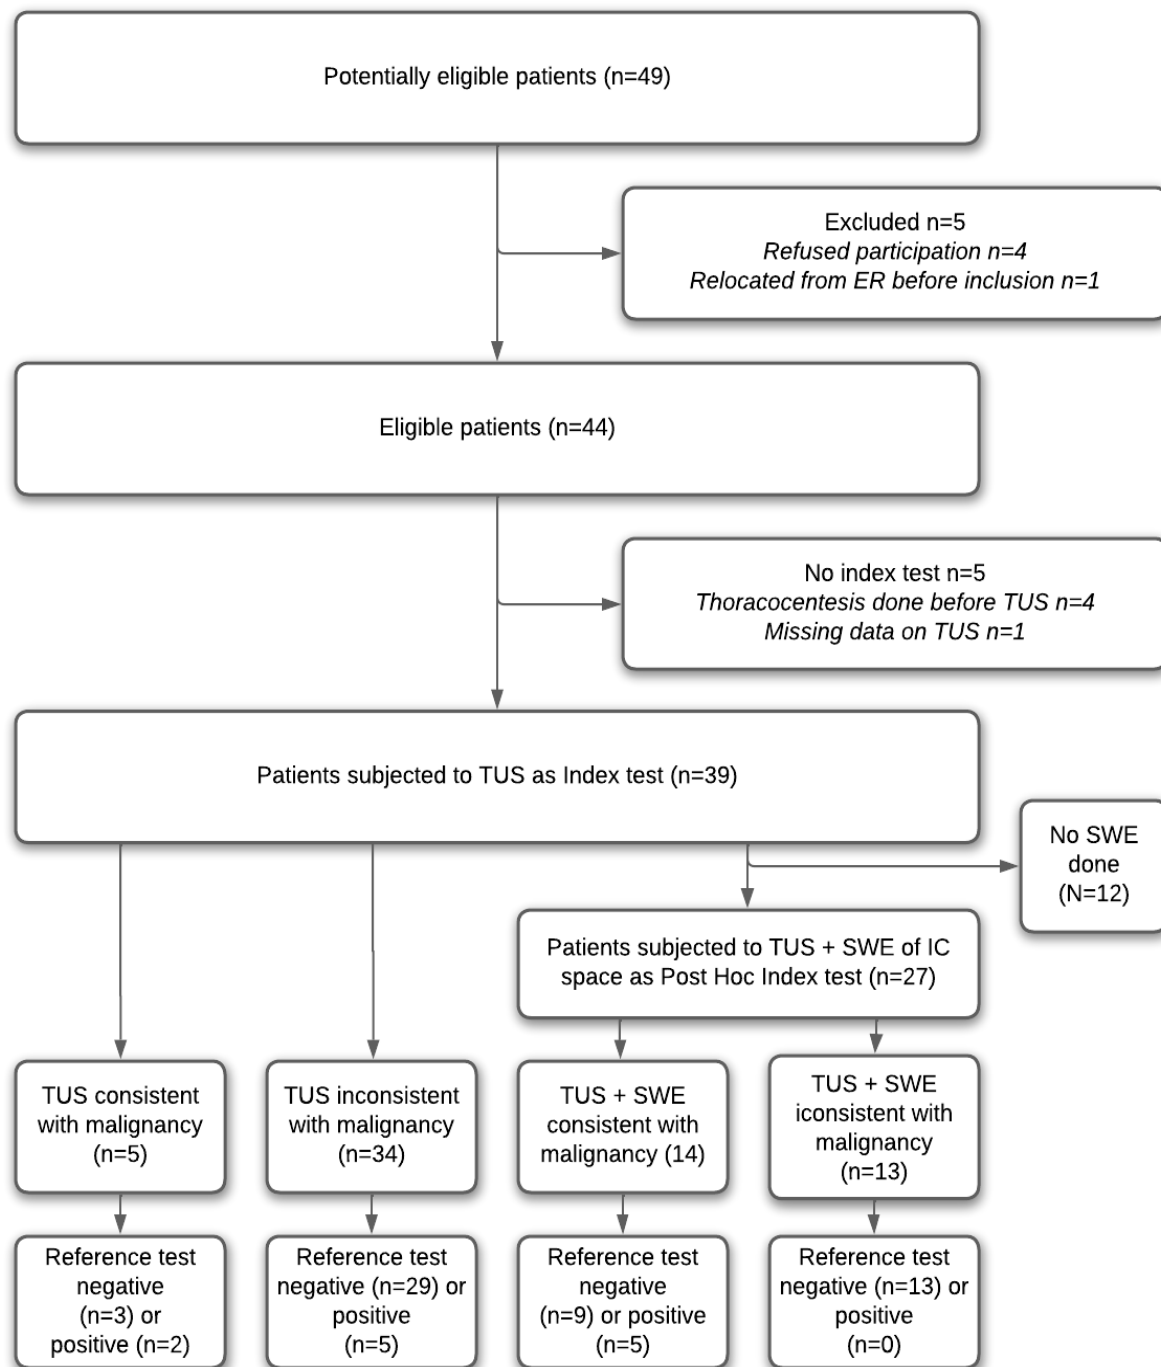 Potentially eligible patients (n=49)
Excluded n=5
Refused participation n=4
Relocated from ER before inclusion n=1
Eligible patients (n=44)
No index test n=5
Thoracocentesis done before TUS n=4
Missing data on TUS n=1
Patients subjected to TUS as Index test (n=39)
No SWE
done
(N=12)
Patients subjected to TUS + SWE of IC
space as Post Hoc Index test (n=27)
TUS consistent
with malignancy
(n=5)
TUS inconsistent
with malignancy
(n=34)
TUS + SWE
consistent with
malignancy (14)
TUS + SWE
iconsistent with
malignancy
(n=13)
Reference test
negative
(n=3) or
positive (n=2)
Reference test
negative (n=29) or
positive
(n=5)
Reference test
negative
(n=9) or positive
(n=5)
Reference test
negative (n=13) or
positive
(n=0)